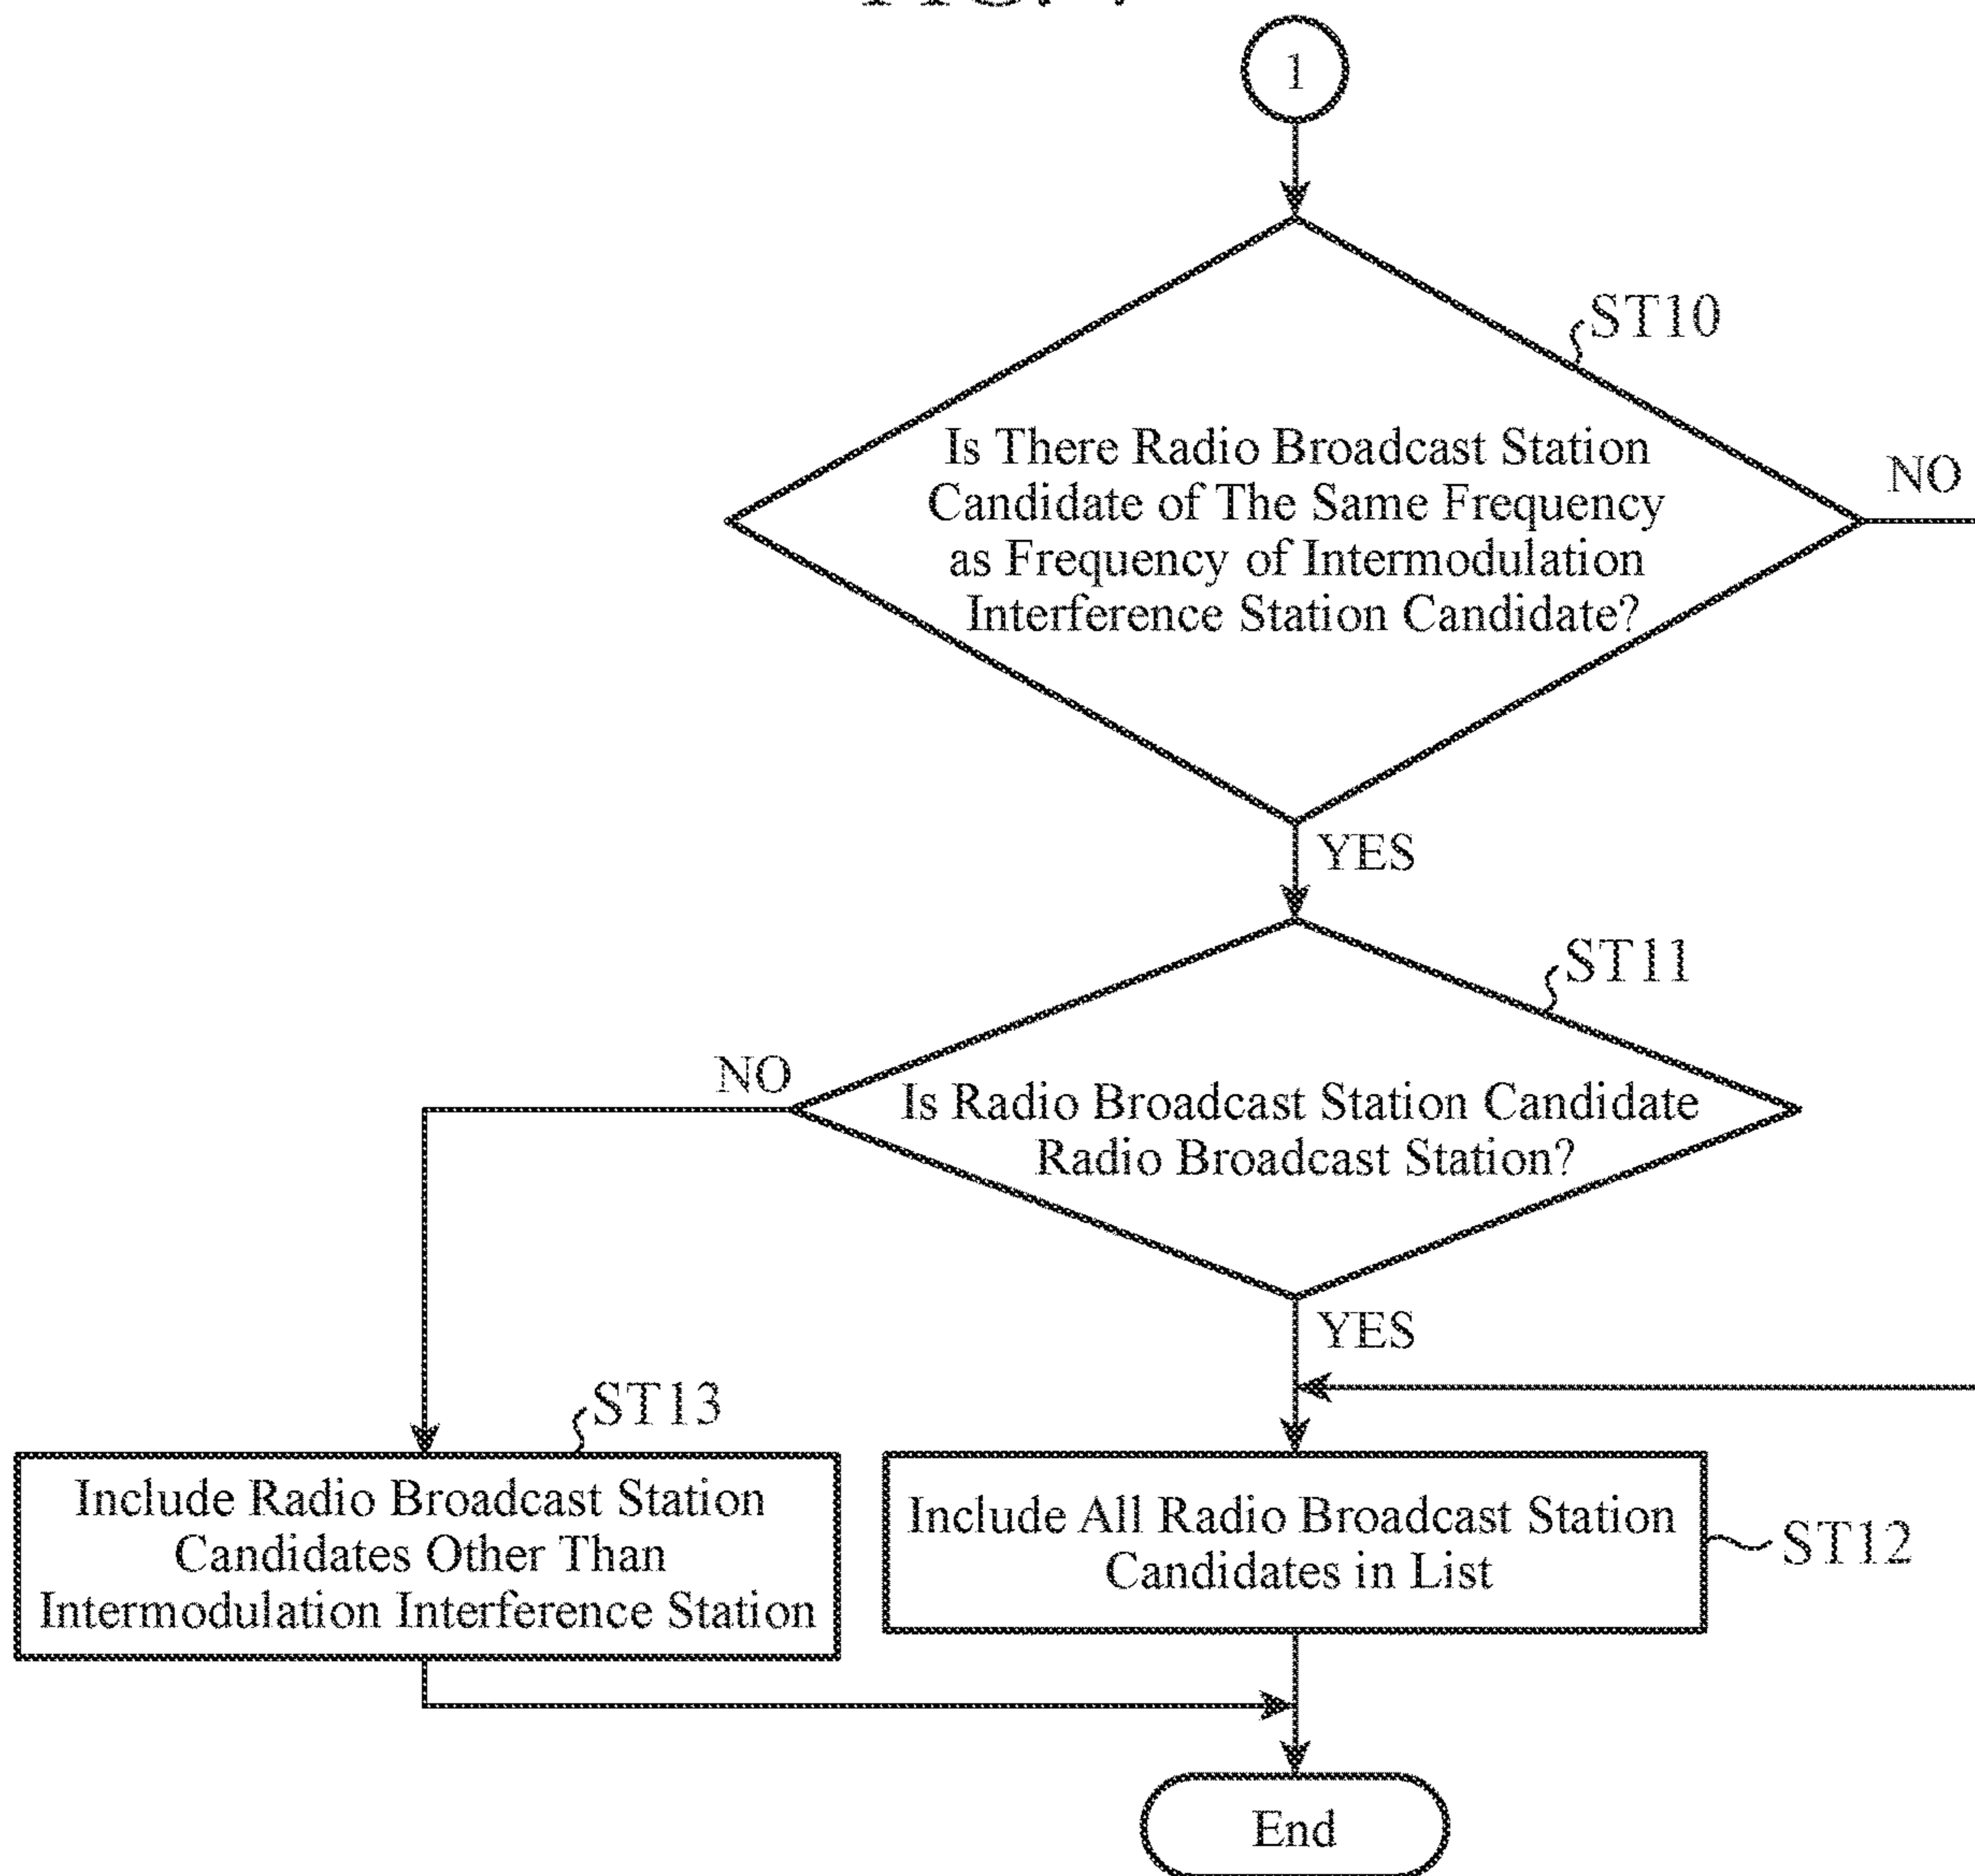 1
ST10
Is There Radio Broadcast Station
Candidate of The Same Frequency
as Frequency of Intermodulation
Interference Station Candidate?
NO
YES
ST11
NO
Is Radio Broadcast Station Candidate
Radio Broadcast Station?
YES
ST13
Include Radio Broadcast Station
Candidates Other Than
Intermodulation Interference Station
Include All Radio Broadcast Station
Candidates in List
ST12
End